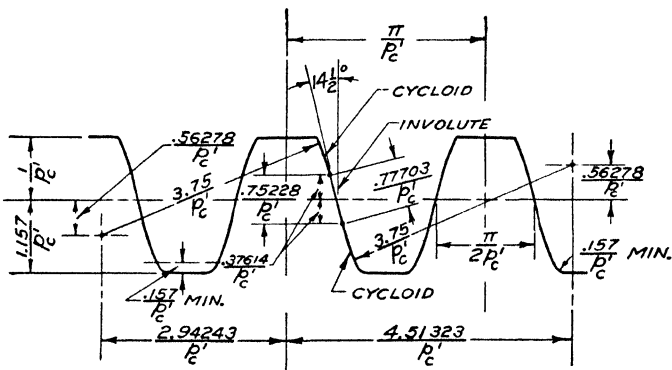 π/p'c
14½°
CYCLOID
INVOLUTE
.56278/p'c
1/p'c
3.75/p'c
.75228/p'c
.77703/p'c
.56278/p'c
1.157/p'c
3.75/p'c
π/2p'c
.37614/p'c
.157/p'c MIN.
.157/p'c MIN.
CYCLOID
2.94243/p'c
4.51323/p'c